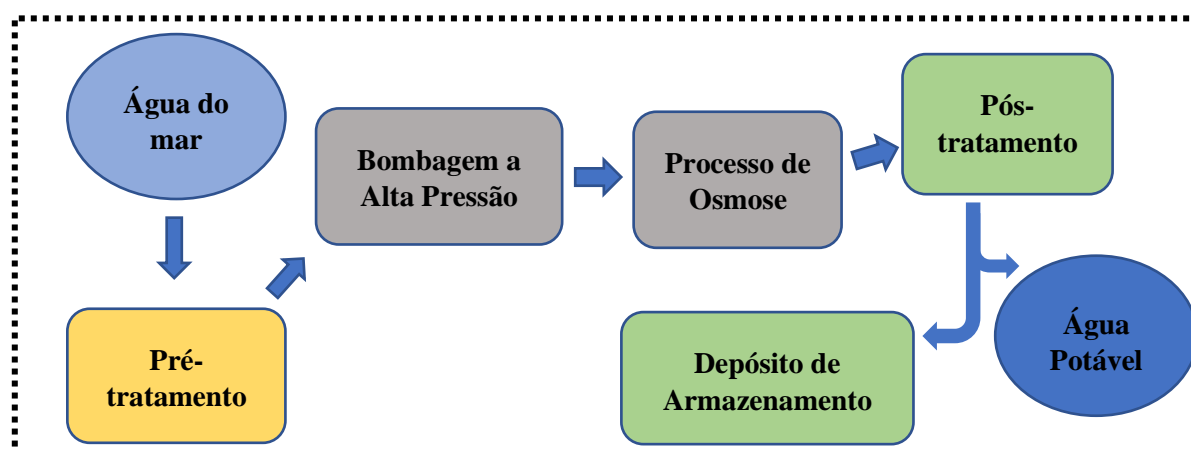 Água do
mar
Pré-
tratamento
Bombagem a
Alta Pressão
Processo de
Osmose
Pós-
tratamento
Depósito de
Armazenamento
Água
Potável